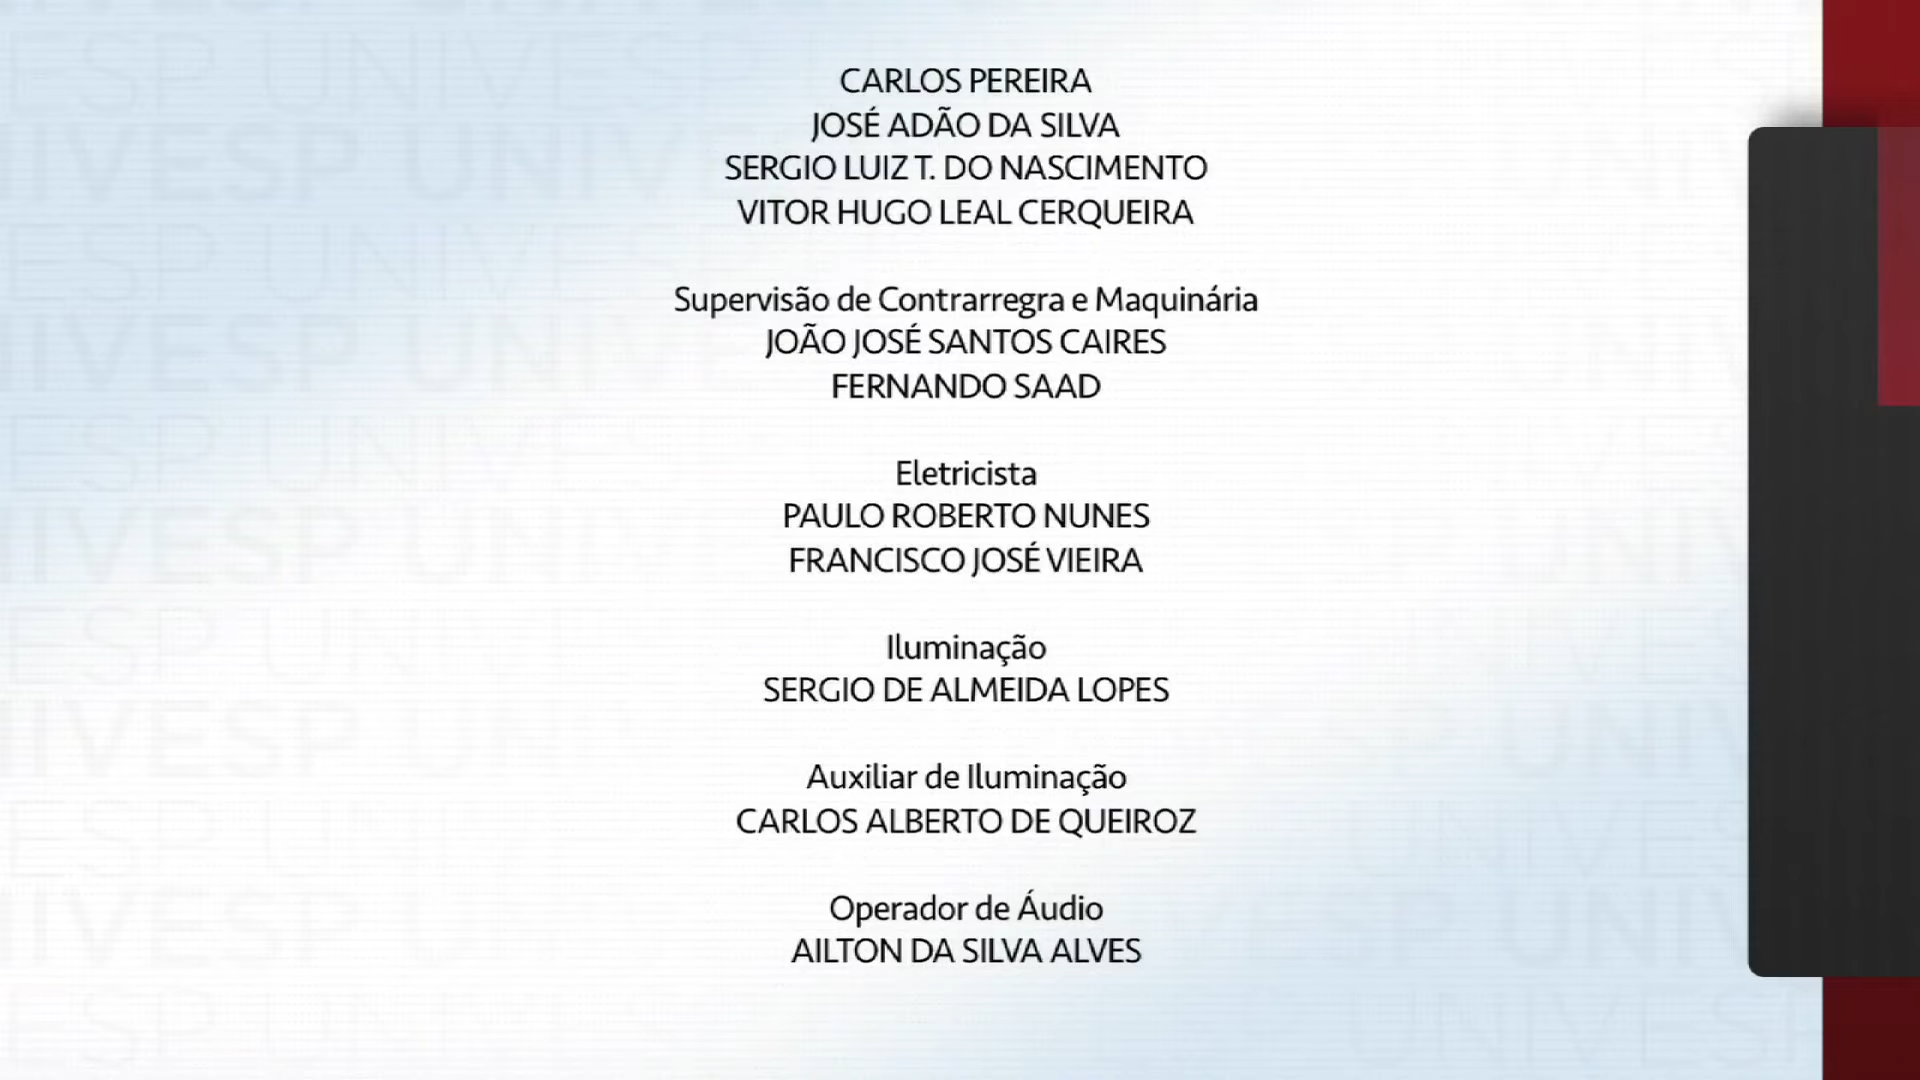 CARLOS PEREIRA
JOSÉ ADÃO DA SILVA
SERGIO LUIZ T. DO NASCIMENTO
VITOR HUGO LEAL CERQUEIRA
Supervisão de Contrarregra e Maquinária
JOÃO JOSÉ SANTOS CAIRES
FERNANDO SAAD
Eletricista
PAULO ROBERTO NUNES
FRANCISCO JOSÉ VIEIRA
Iluminação
SERGIO DE ALMEIDA LOPES
Auxiliar de Iluminação
CARLOS ALBERTO DE QUEIROZ
Operador de Áudio
AILTON DA SILVA ALVES